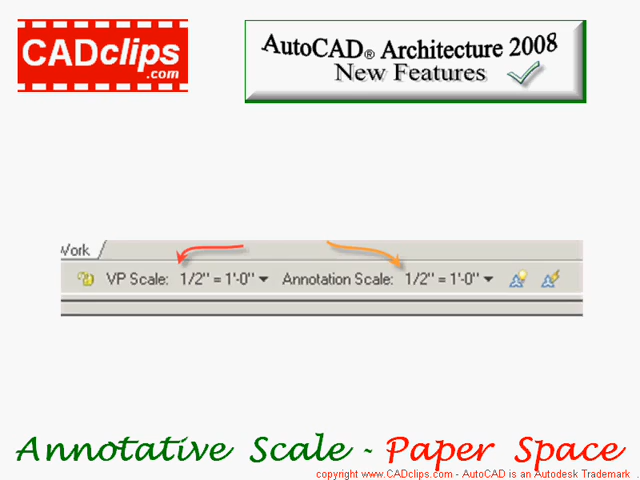 CADclips
.com
AutoCAD® Architecture 2008
New Features
Work
VP Scale: 1/2" = 1'-0" Annotation Scale: 1/2" = 1'-0"
Annotative Scale - Paper Space
copyright www.CADclips.com - AutoCAD is an Autodesk Trademark .